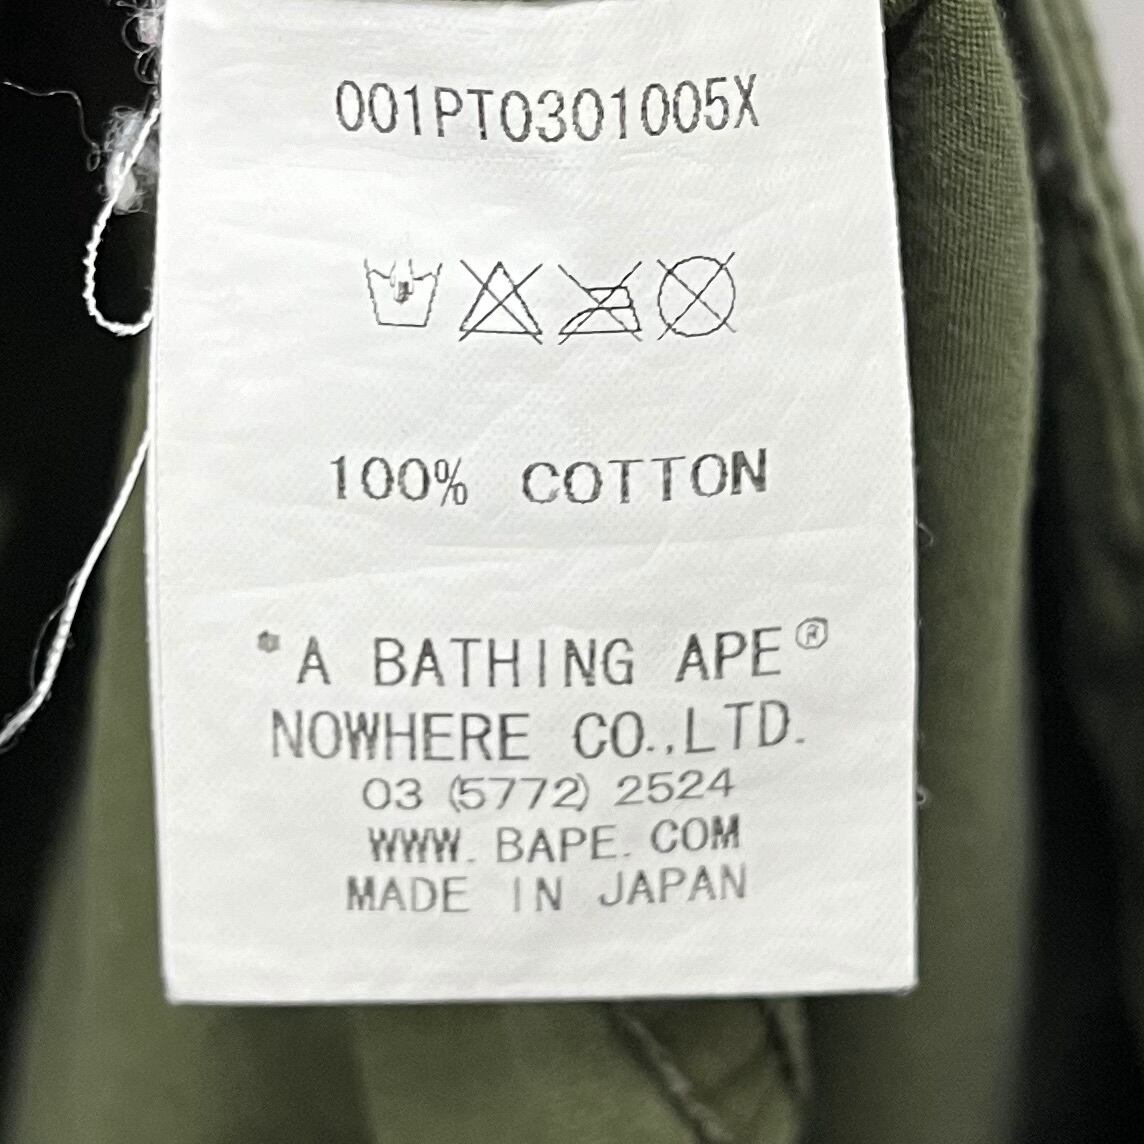 001PT0301005X
100% COTTON
"A BATHING APE®
NOWHERE CO.,LTD.
03 (5772) 2524
WWW. BAPE. COM
MADE IN JAPAN